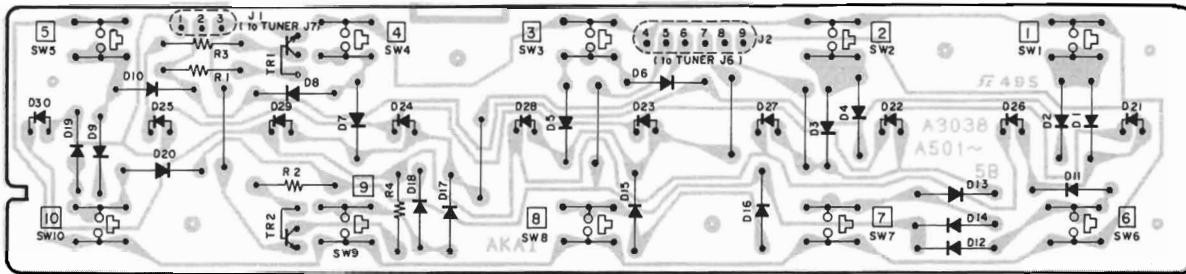 5
SW5
1 2 3
J1
(to TUNER J7)
R3
R1
TR1
4
SW4
3
SW3
4 5 6 7 8 9
J2
(to TUNER J6)
2
SW2
1
SW1
D10
D8
D6
49S
D30
D19
D9
D25
D29
D7
D24
D28
D5
D23
D27
D3
D4
D22
D26
D2
D1
D21
A3038
A501~
5B
D20
R2
9
R4
D18
D17
D15
D16
D13
D11
10
SW10
TR2
SW9
AKAI
8
SW8
7
SW7
D14
D12
6
SW6